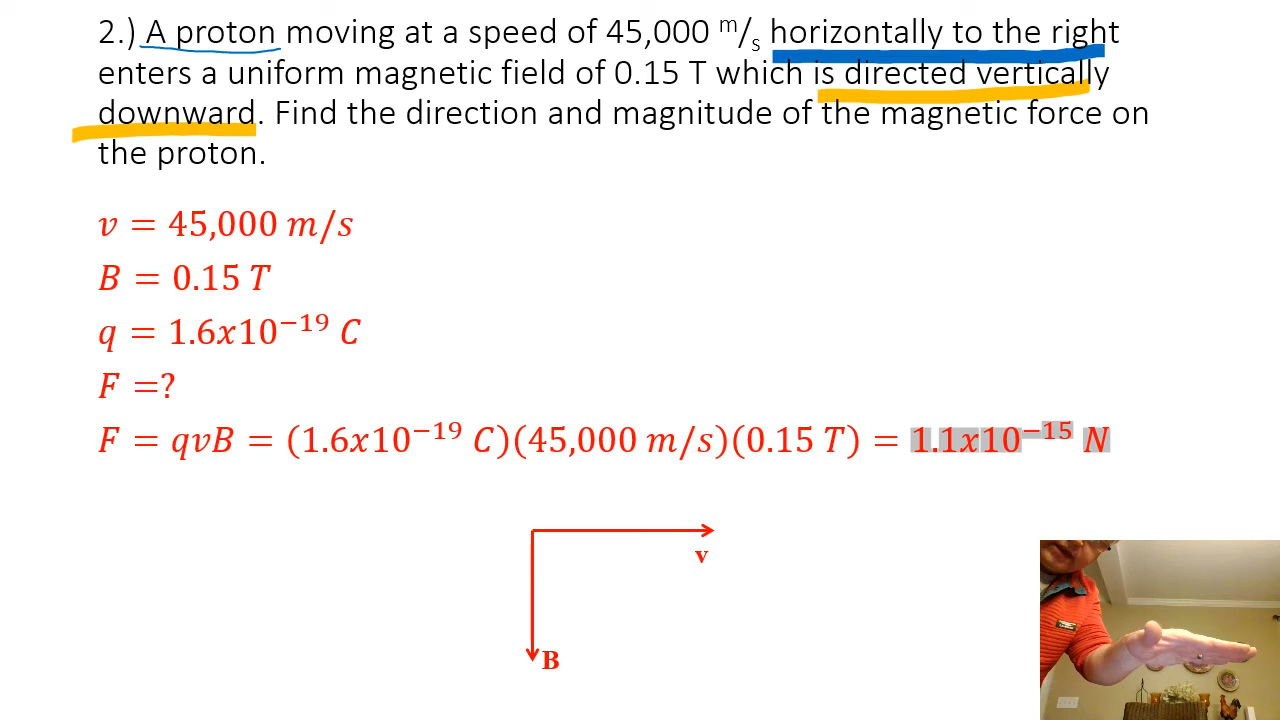 2.) A proton moving at a speed of 45,000 m/s horizontally to the right
enters a uniform magnetic field of 0.15 T which is directed vertically
downward. Find the direction and magnitude of the magnetic force on
the proton.
v = 45,000 m/s
B = 0.15 T
q = 1.6x10⁻¹⁹ C
F =?
F = qvB = (1.6x10⁻¹⁹ C)(45,000 m/s)(0.15 T) = 1.1x10⁻¹⁵ N
v
B